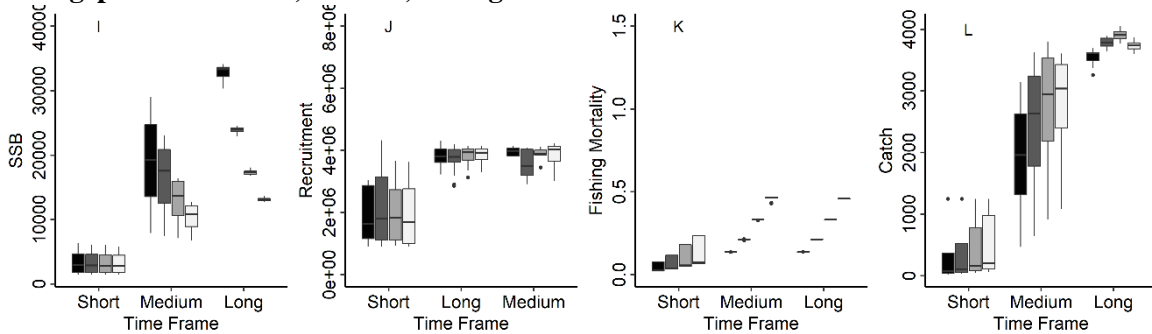 I
SSB
0 10000 20000 30000 40000
Short Medium Long
Time Frame
J
Recruitment
0e+00 2e+06 4e+06 6e+06 8e+06
Short Long Medium
Time Frame
K
Fishing Mortality
0.0 0.5 1.0 1.5
Short Medium Long
Time Frame
L
Catch
0 1000 2000 3000 4000
Short Medium Long
Time Frame